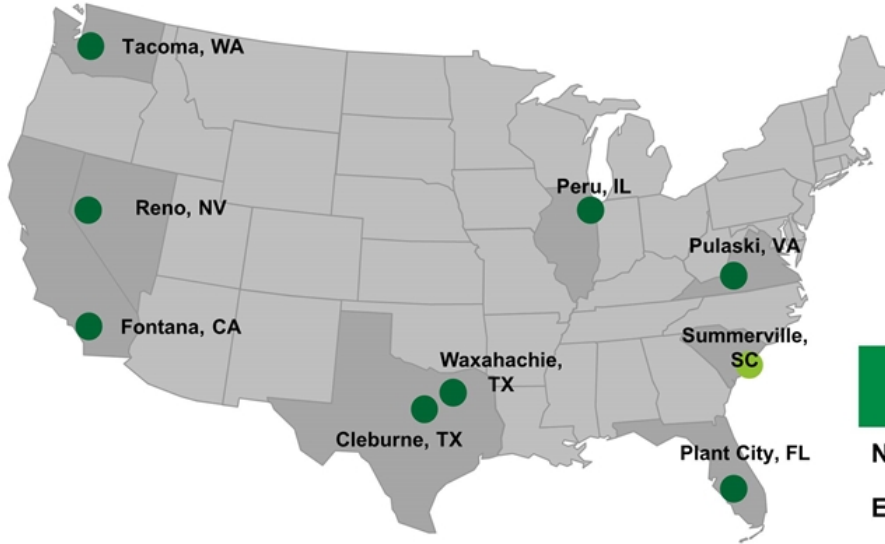 Tacoma, WA
Reno, NV
Fontana, CA
Peru, IL
Pulaski, VA
Summerville,
SC
Waxahachie,
TX
Cleburne, TX
Plant City, FL
N
E